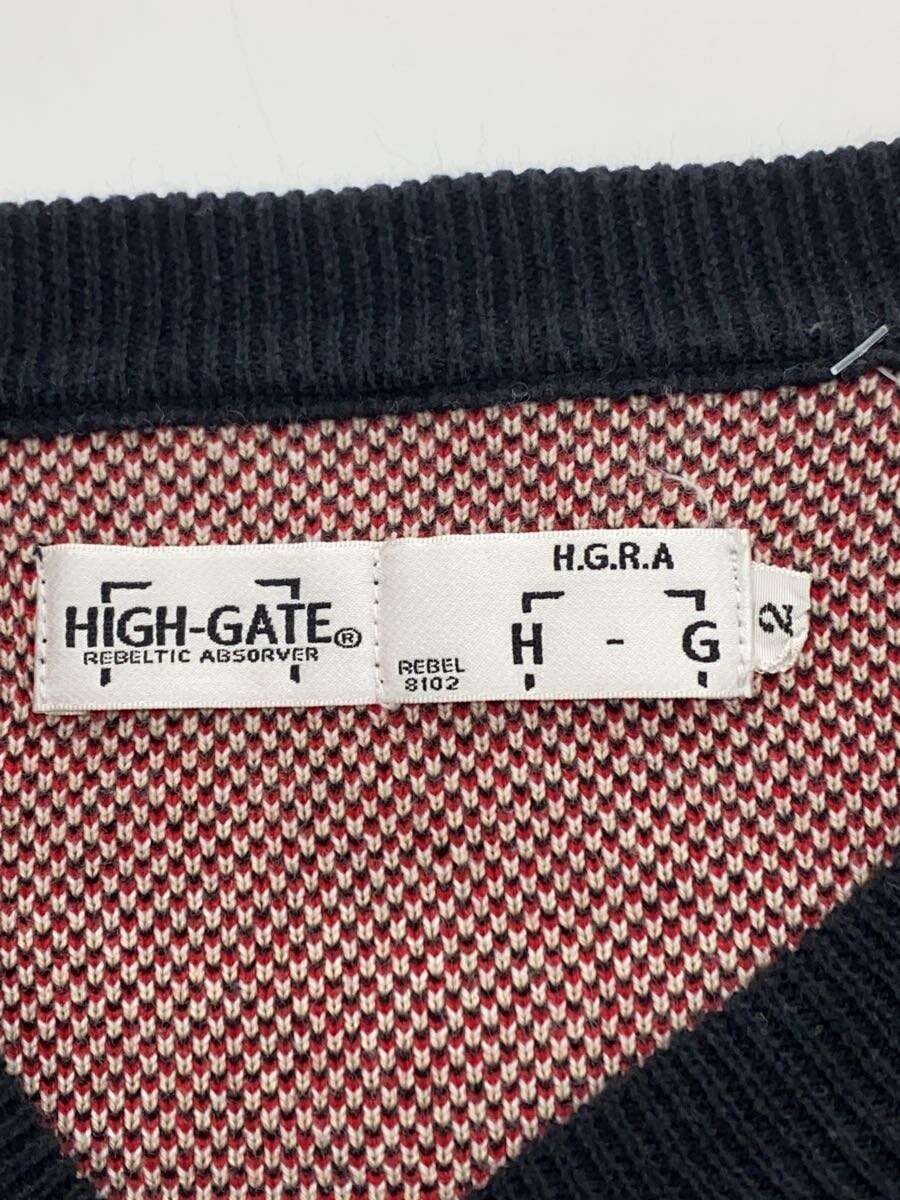 HIGH-GATE®
REBELTIC ABSORVER
H.G.R.A
H - G
REBEL
8102
2